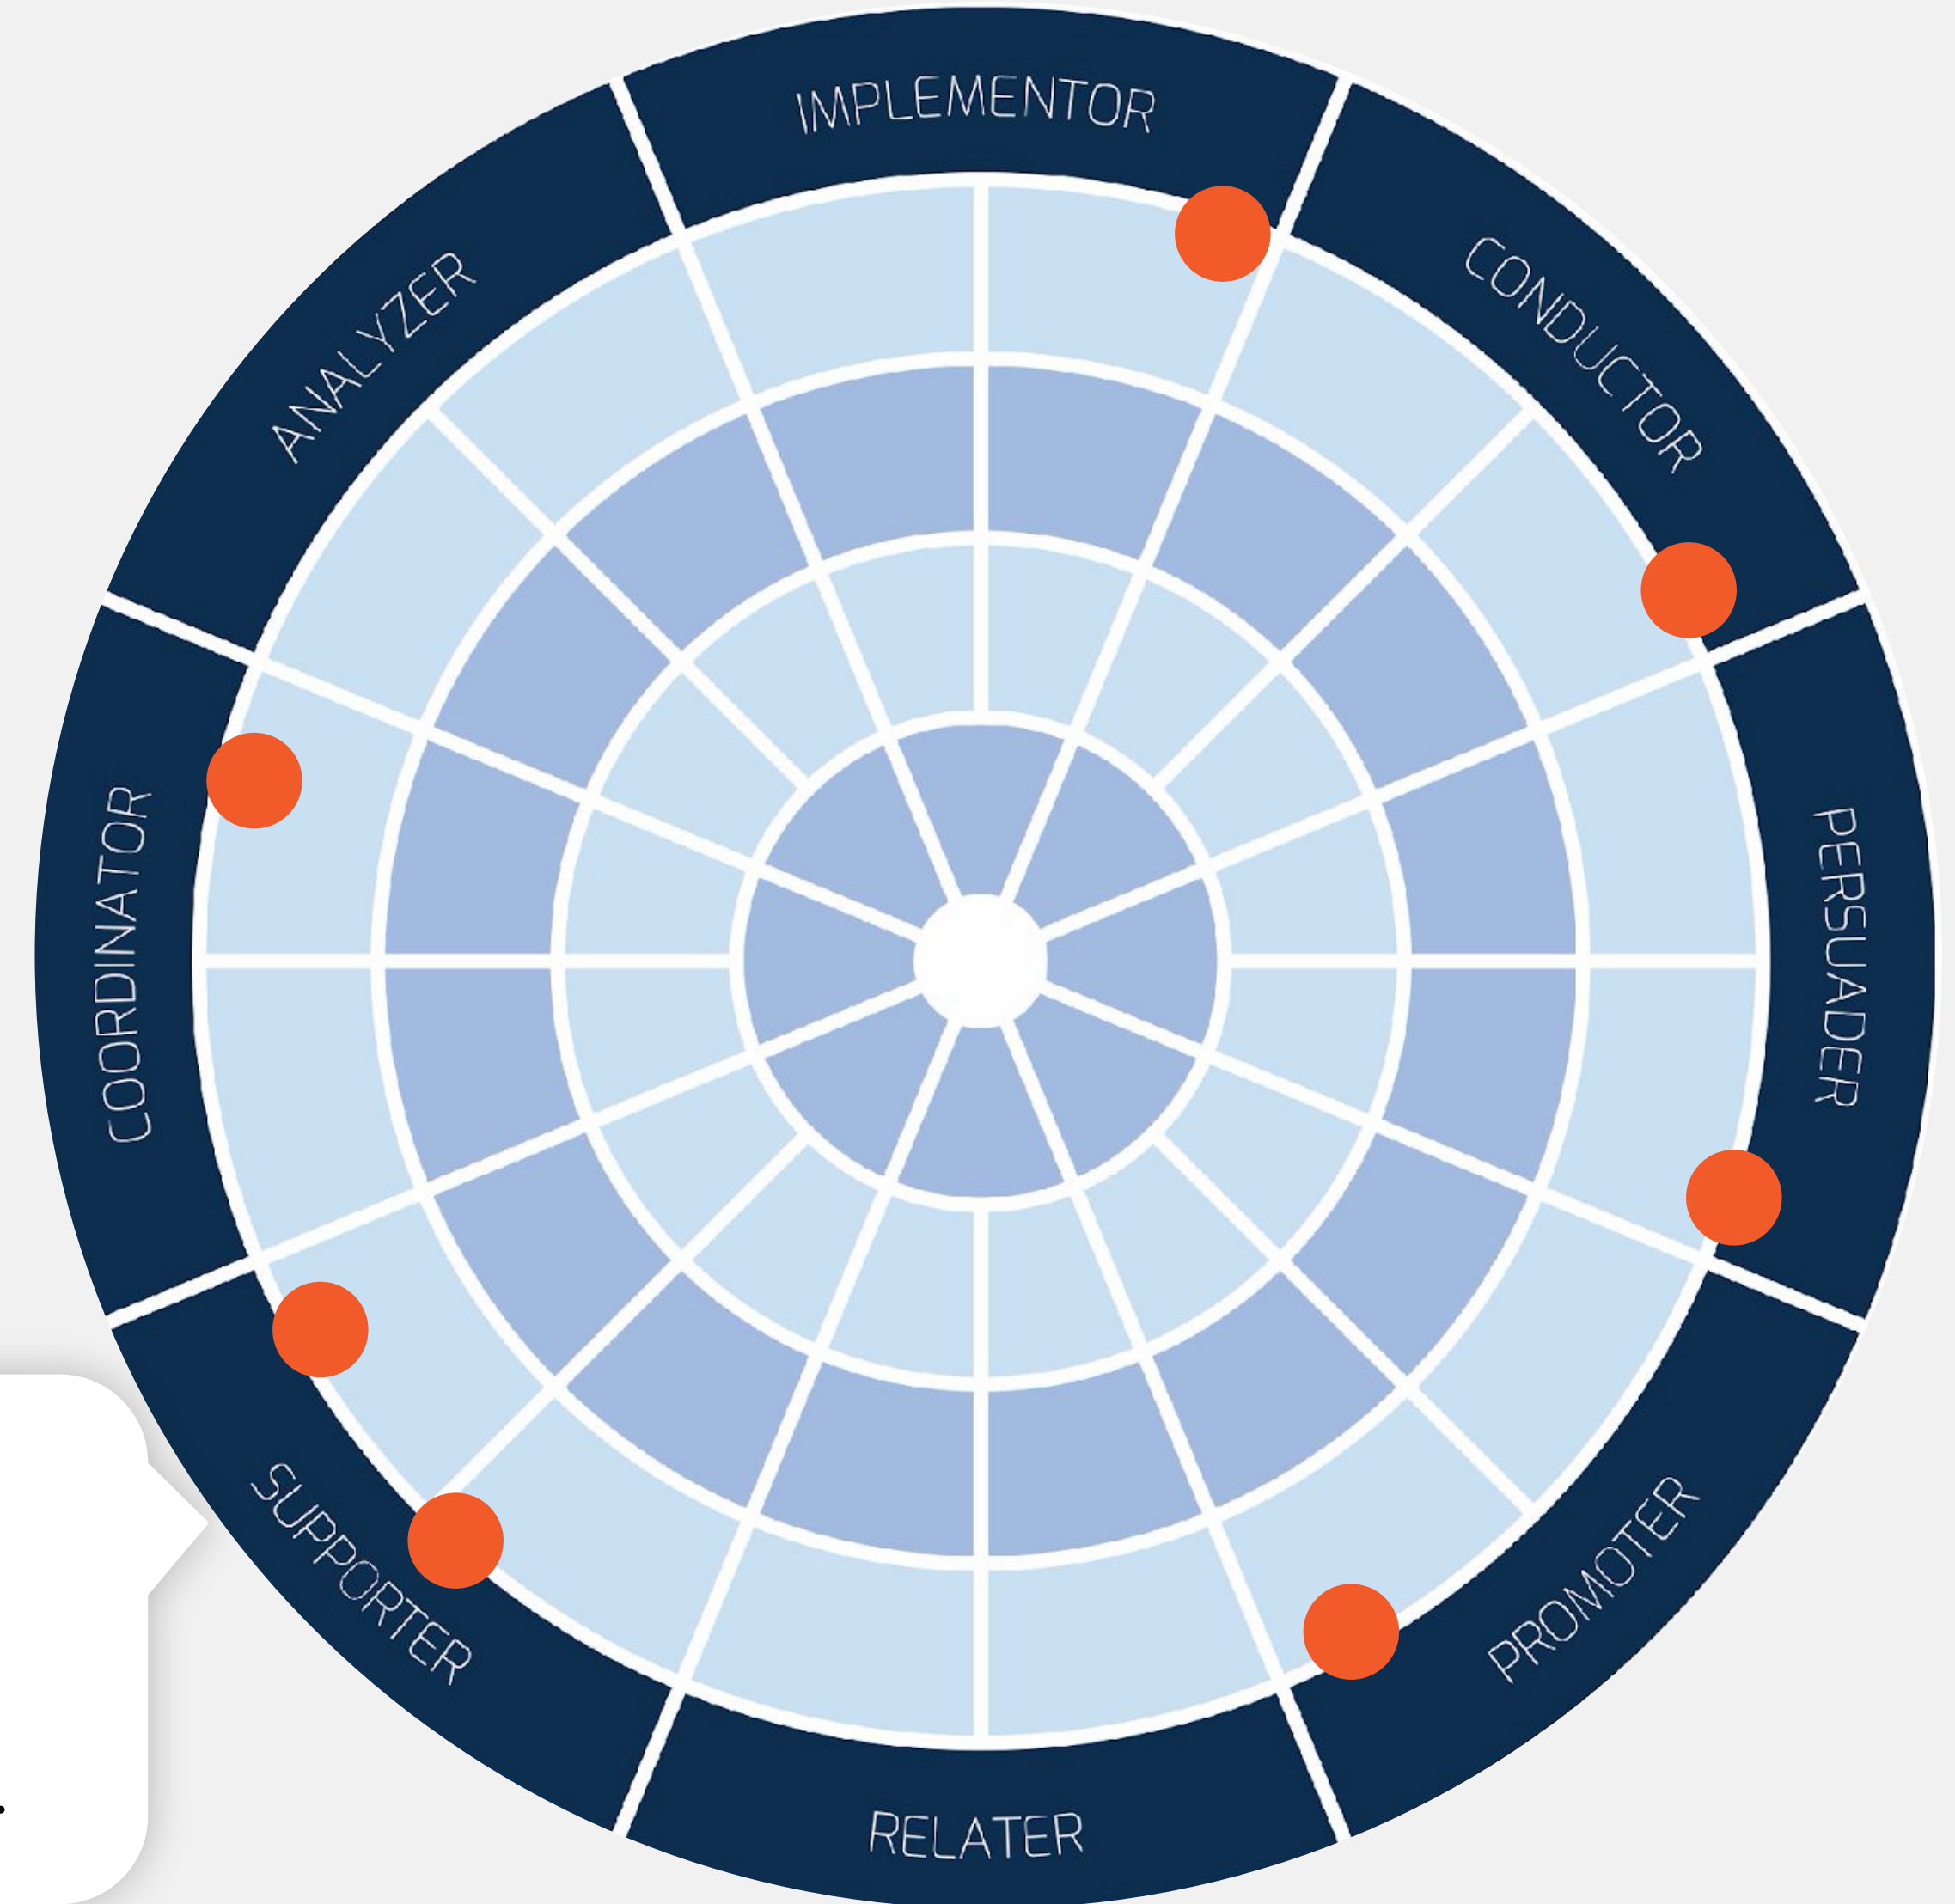 IMPLEMENTOR
CONDUCTOR
PERSUADER
PROMOTER
RELATER
SUPPORTER
COORDINATOR
ANALYZER
.